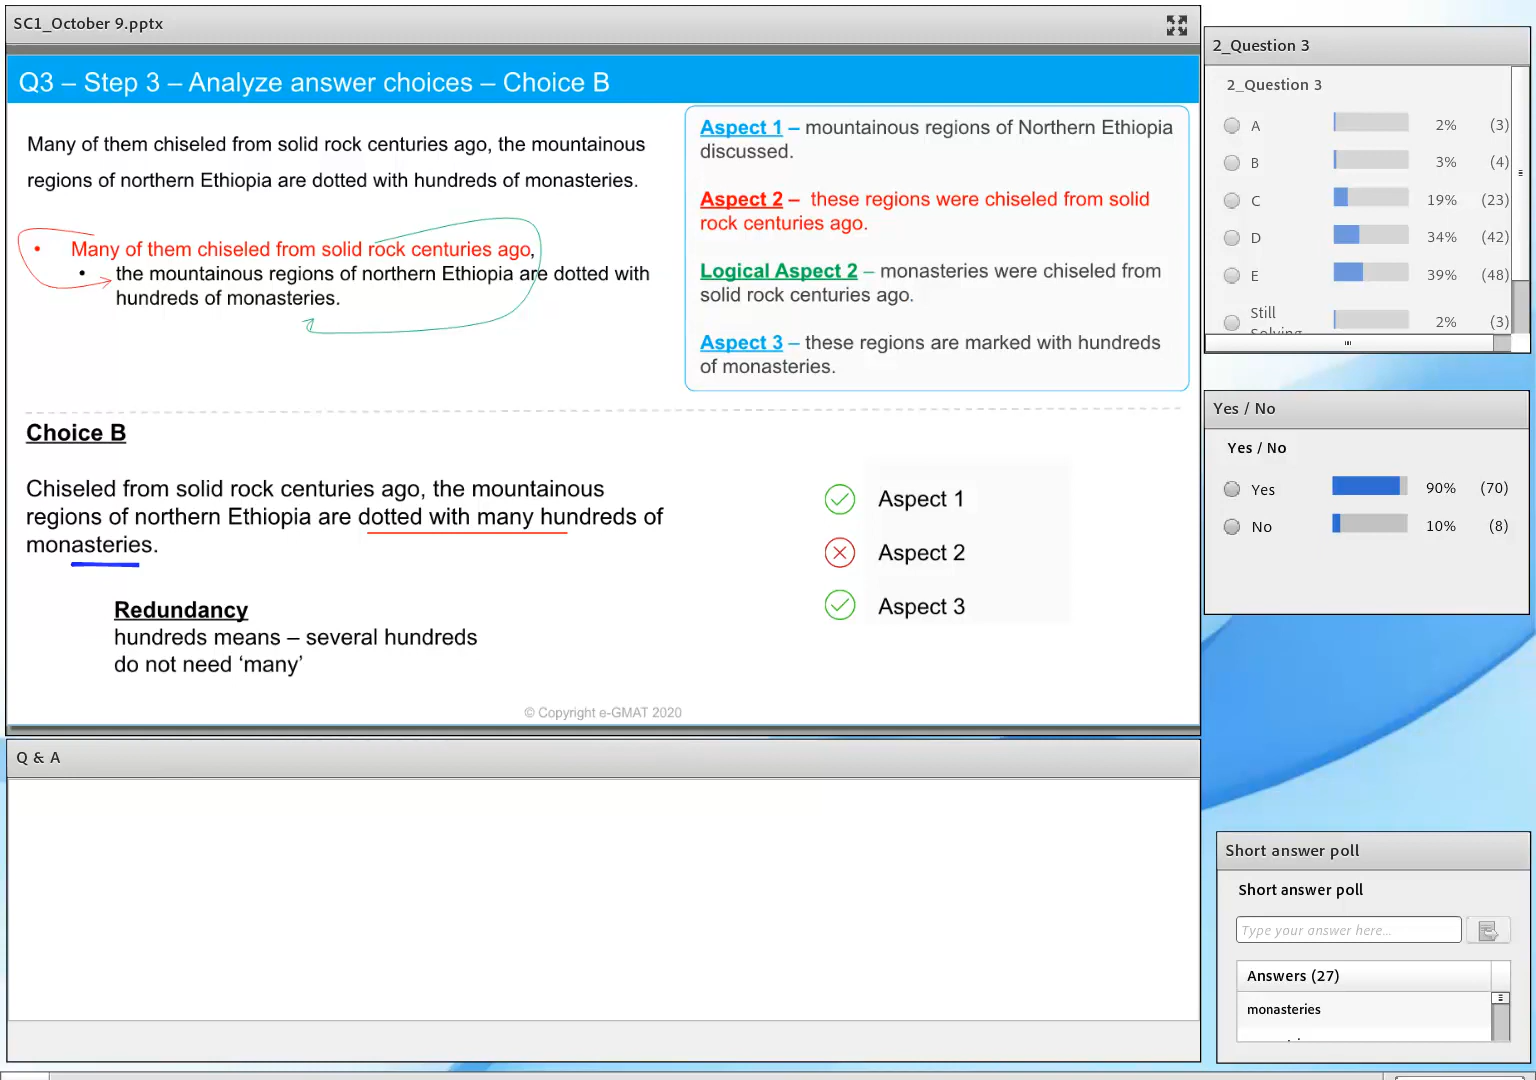 SC1_October 9.pptx
Q3 – Step 3 – Analyze answer choices – Choice B
Many of them chiseled from solid rock centuries ago, the mountainous
regions of northern Ethiopia are dotted with hundreds of monasteries.
• Many of them chiseled from solid rock centuries ago,
• the mountainous regions of northern Ethiopia are dotted with
hundreds of monasteries.
Aspect 1 – mountainous regions of Northern Ethiopia
discussed.
Aspect 2 – these regions were chiseled from solid
rock centuries ago.
Logical Aspect 2 – monasteries were chiseled from
solid rock centuries ago.
Aspect 3 – these regions are marked with hundreds
of monasteries.
Choice B
Chiseled from solid rock centuries ago, the mountainous
regions of northern Ethiopia are dotted with many hundreds of
monasteries.
Redundancy
hundreds means – several hundreds
do not need ‘many’
Aspect 1
Aspect 2
Aspect 3
© Copyright e-GMAT 2020
Q & A
2_Question 3
2_Question 3
A 2% (3)
B 3% (4)
C 19% (23)
D 34% (42)
E 39% (48)
Still
Solving
2% (3)
Yes / No
Yes / No
Yes 90% (70)
No 10% (8)
Short answer poll
Short answer poll
Type your answer here...
Answers (27)
monasteries